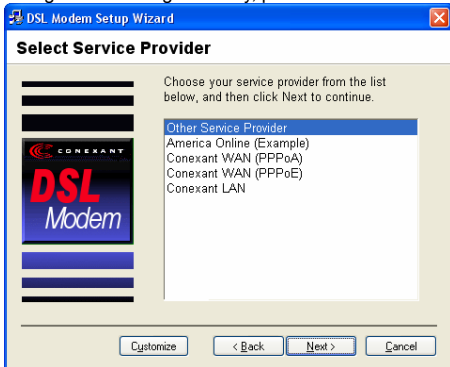 DSL Modem Setup Wizard
Select Service Provider
Choose your service provider from the list
below, and then click Next to continue.
CONEXANT
DSL
Modem
Other Service Provider
America Online (Example)
Conexant WAN (PPPoA)
Conexant WAN (PPPoE)
Conexant LAN
Customize
< Back
Next >
Cancel